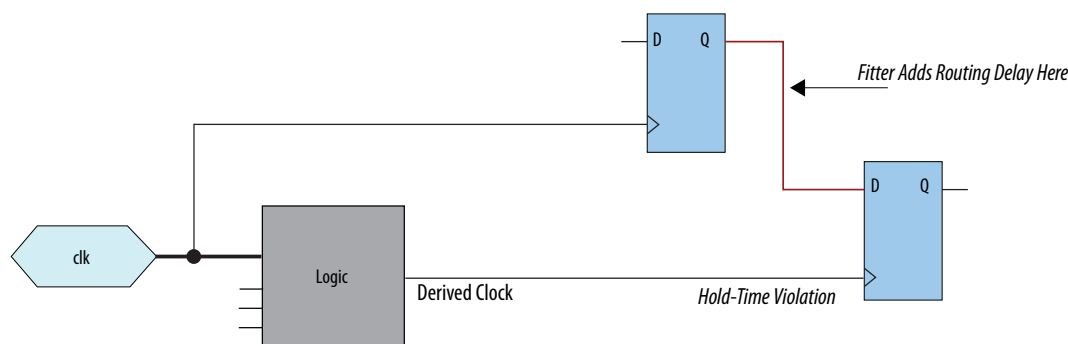 D Q
Fitter Adds Routing Delay Here
D Q
clk
Logic
Derived Clock
Hold-Time Violation